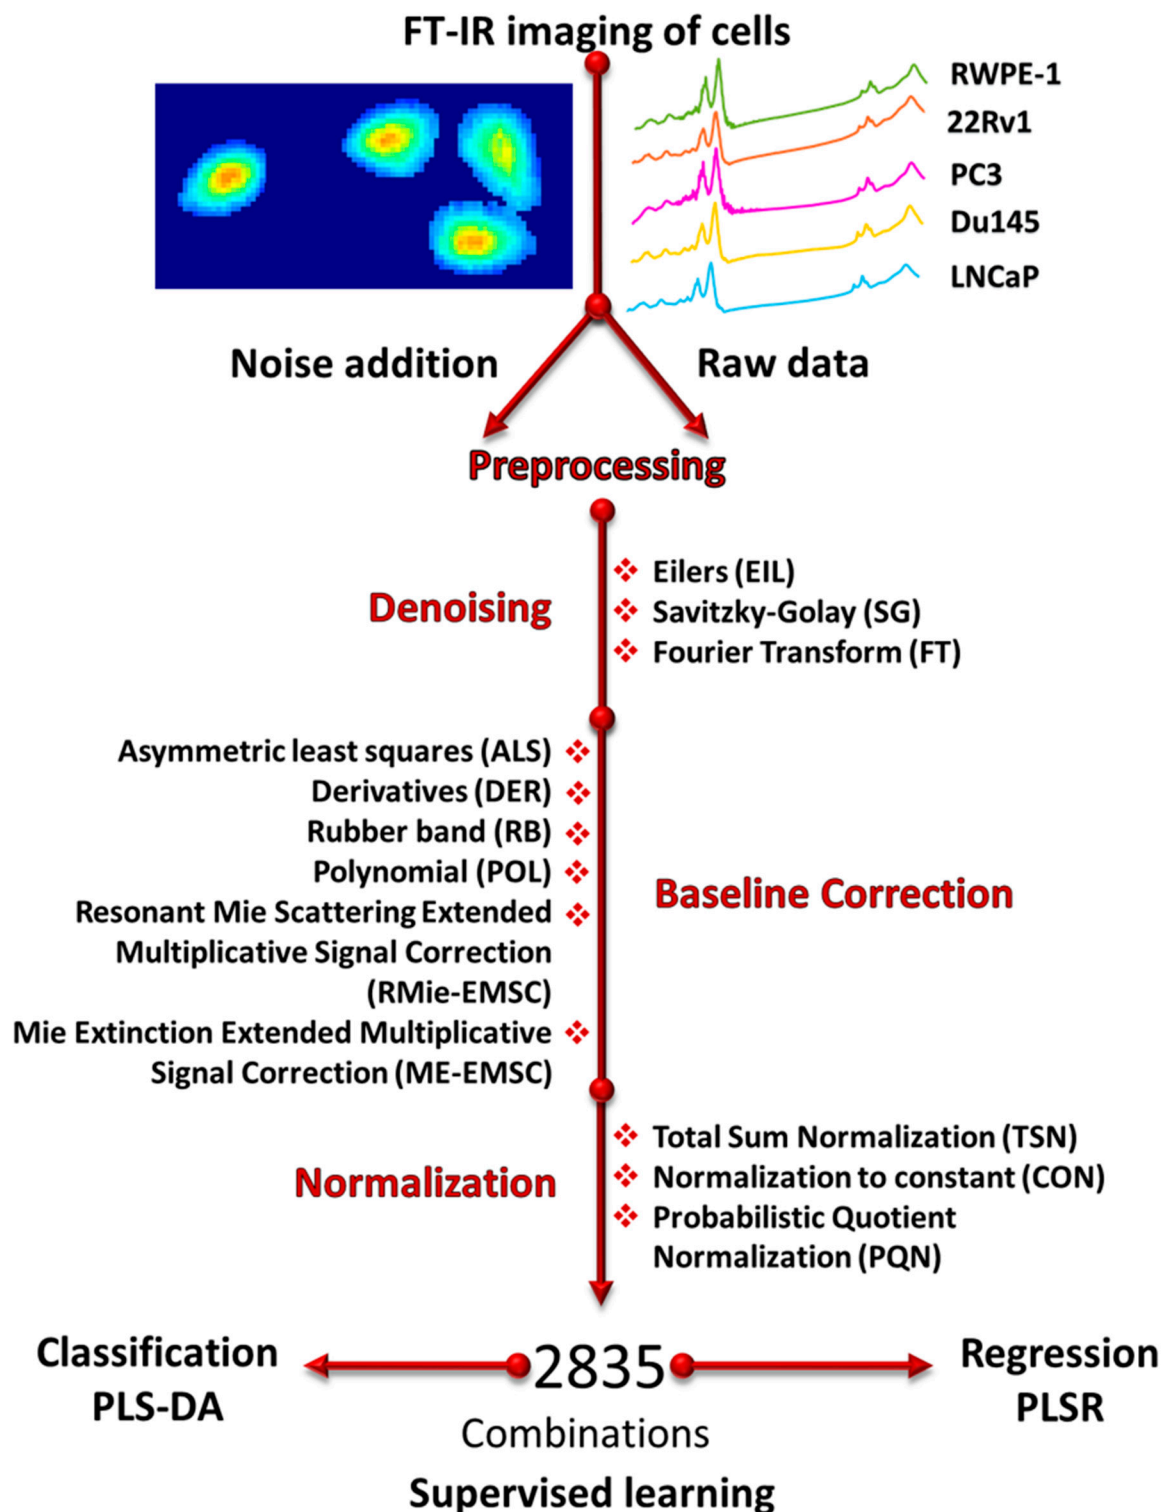 FT-IR imaging of cells
RWPE-1
22Rv1
PC3
Du145
LNCaP
Noise addition
Raw data
Preprocessing
Denoising
Eilers (EIL)
Savitzky-Golay (SG)
Fourier Transform (FT)
Asymmetric least squares (ALS)
Derivatives (DER)
Rubber band (RB)
Polynomial (POL)
Resonant Mie Scattering Extended
Multiplicative Signal Correction
(RMie-EMSC)
Mie Extinction Extended Multiplicative
Signal Correction (ME-EMSC)
Baseline Correction
Normalization
Total Sum Normalization (TSN)
Normalization to constant (CON)
Probabilistic Quotient
Normalization (PQN)
Classification
PLS-DA
2835
Combinations
Regression
PLSR
Supervised learning